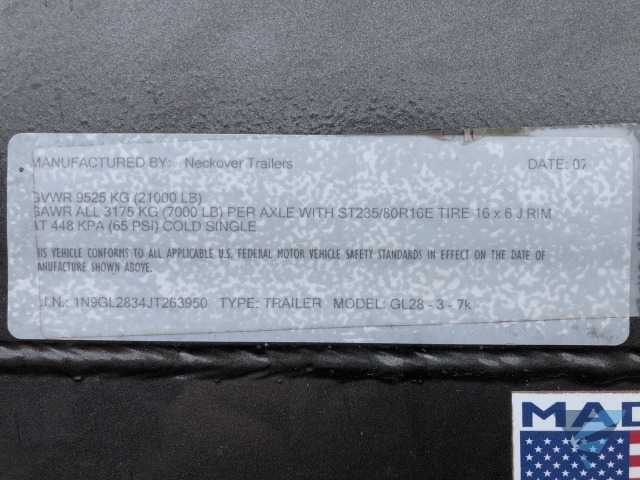 MANUFACTURED BY: Neckover Trailers DATE: 07
GVWR 9525 KG (21000 LB)
GAWR ALL 3175 KG (7000 LB) PER AXLE WITH ST235/80R16E TIRE 16 x 6 J RIM
AT 448 KPA (65 PSI) COLD SINGLE
HIS VEHICLE CONFORMS TO ALL APPLICABLE U.S. FEDERAL MOTOR VEHICLE SAFETY STANDARDS IN EFFECT ON THE DATE OF
ANUFACTURE SHOWN ABOVE.
.I.N.: 1N9GL2834JT263950 TYPE: TRAILER MODEL: GL28 - 3 - 7k
MAD